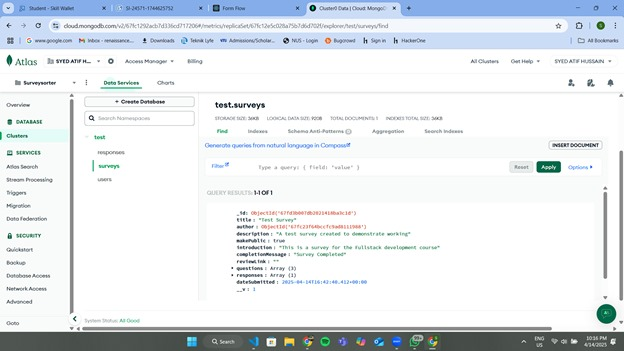 Student - Skill Wallet
SI-24571-1744625752
Form Flow
Cluster0 Data | Cloud: MongoD
cloud.mongodb.com/v2/67fc1292acb7d336cd717206#/metrics/replicaSet/67fc12e5c028a75b7d6d702f/explorer/test/surveys/find
www.google.com
Inbox - renaissance...
Downloads
Teknik Lyfe
Admissions/Scholar...
NUS - Login
Bugcrowd
Sign in
HackerOne
All Bookmarks
Atlas
SYED ATIF H...
Access Manager
Billing
All Clusters
Get Help
SYED ATIF HUSSAIN
Surveysorter
Data Services
Charts
Overview
DATABASE
Clusters
SERVICES
Atlas Search
Stream Processing
Triggers
Migration
Data Federation
SECURITY
Quickstart
Backup
Database Access
Network Access
Advanced
Goto
+ Create Database
Search Namespaces
test
responses
surveys
users
test.surveys
STORAGE SIZE: 36KB LOGICAL DATA SIZE: 920B TOTAL DOCUMENTS: 1 INDEXES TOTAL SIZE: 36KB
Find
Indexes
Schema Anti-Patterns
Aggregation
Search Indexes
Generate queries from natural language in Compass
INSERT DOCUMENT
Filter
Type a query: { field: "value" }
Reset
Apply
Options
QUERY RESULTS: 1-1 OF 1
_id: ObjectId('67fd3b007db2821418ba3c1d')
title: "Test Survey"
author: ObjectId('67fc23f64bccfc9ad8111988')
description: "A test survey created to demonstrate working"
makePublic: true
introduction: "This is a survey for the Fullstack development course"
completionMessage: "Survey Completed"
reviewLink: ""
questions: Array (3)
responses: Array (1)
dateSubmitted: 2025-04-14T16:42:40.412+00:00
__v: 1
System Status: All Good
Search
99+
ENG
US
10:16 PM
4/14/2025